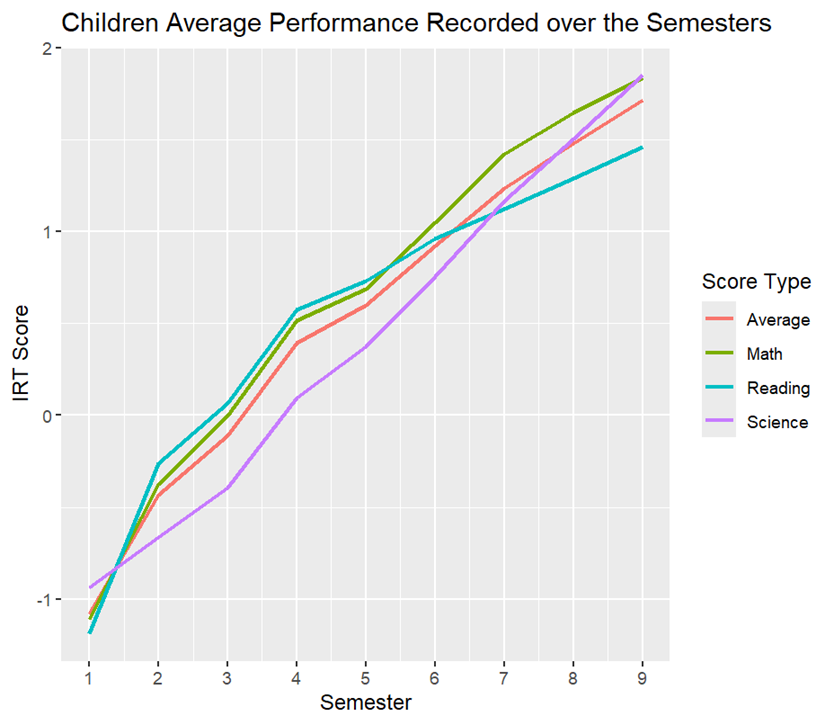 Children Average Performance Recorded over the Semesters
2
1
0
-1
IRT Score
1 2 3 4 5 6 7 8 9
Semester
Score Type
Average
Math
Reading
Science